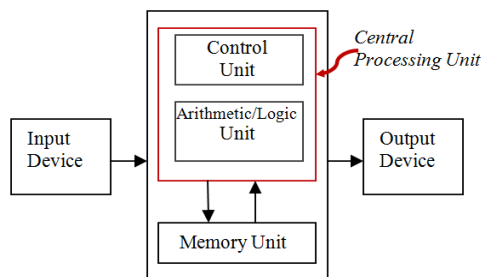 Control
Unit
Central
Processing Unit
Arithmetic/Logic
Unit
Input
Device
Output
Device
Memory Unit